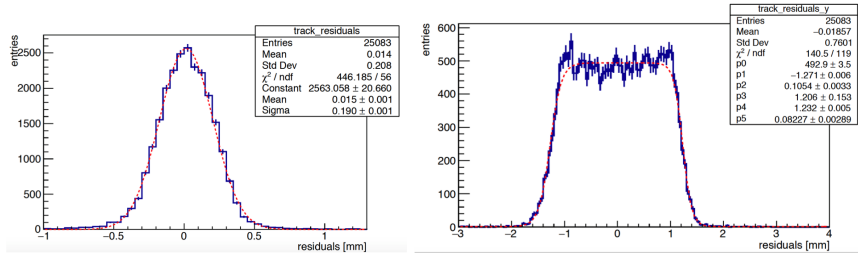 track_residuals
Entries 25083
Mean 0.014
Std Dev 0.208
χ² / ndf 446.185 / 56
Constant 2563.058 ± 20.660
Mean 0.015 ± 0.001
Sigma 0.190 ± 0.001
entries
2500
2000
1500
1000
500
0
−1 −0.5 0 0.5 1
residuals [mm]
track_residuals_y
Entries 25083
Mean −0.01857
Std Dev 0.7601
χ² / ndf 140.5 / 119
p0 492.9 ± 3.5
p1 −1.271 ± 0.006
p2 0.1054 ± 0.0033
p3 1.206 ± 0.153
p4 1.232 ± 0.005
p5 0.08227 ± 0.00289
entries
600
500
400
300
200
100
0
−3 −2 −1 0 1 2 3 4
residuals [mm]